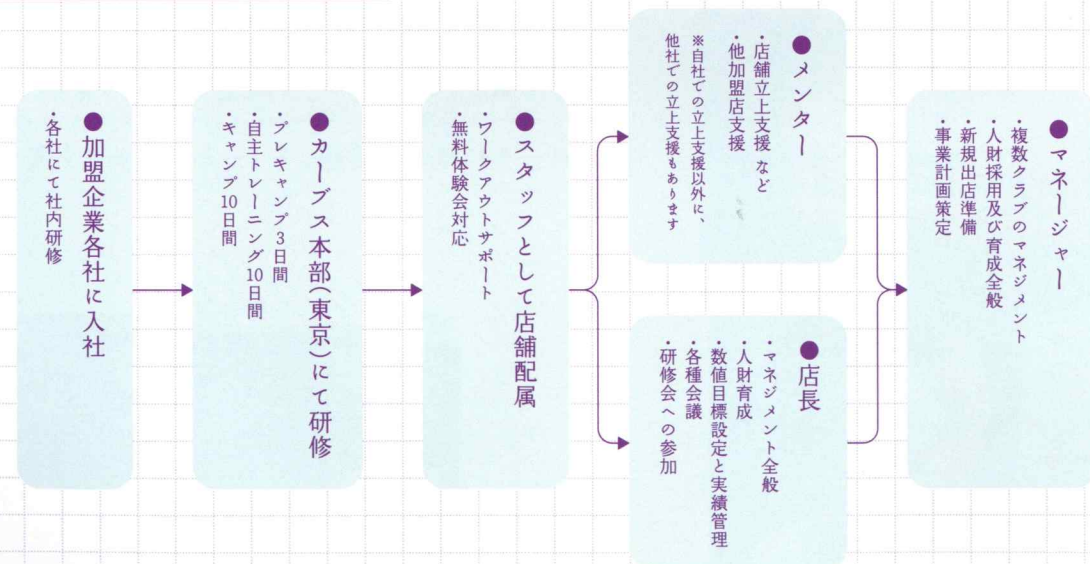 ●加盟企業各社に入社
・各社にて社内研修
●カーブス本部(東京)にて研修
・プレキャンプ3日間
・自主トレーニング10日間
・キャンプ10日間
●スタッフとして店舗配属
・ワークアウトサポート
・無料体験会対応
●メンター
・店舗立上支援 など
・他加盟店支援
※自社での立上支援以外に、
他社での立上支援もあります
●店長
・マネジメント全般
・人財育成
・数値目標設定と実績管理
・各種会議
・研修会への参加
●マネージャー
・複数クラブのマネジメント
・人財採用及び育成全般
・新規出店準備
・事業計画策定